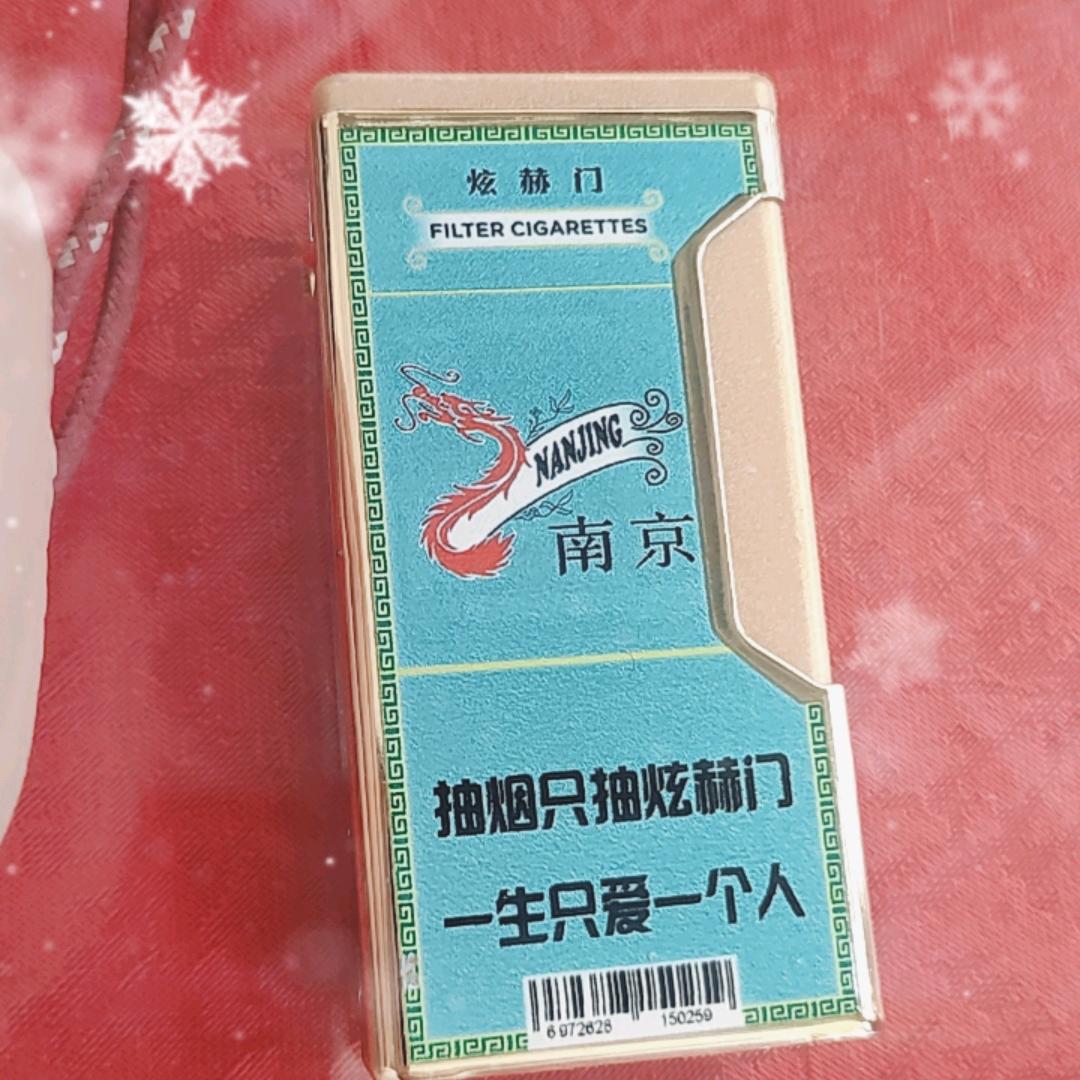 炫赫门
FILTER CIGARETTES
NANJING
南京
抽烟只抽炫赫门
一生只爱一个人
6 972628 150259